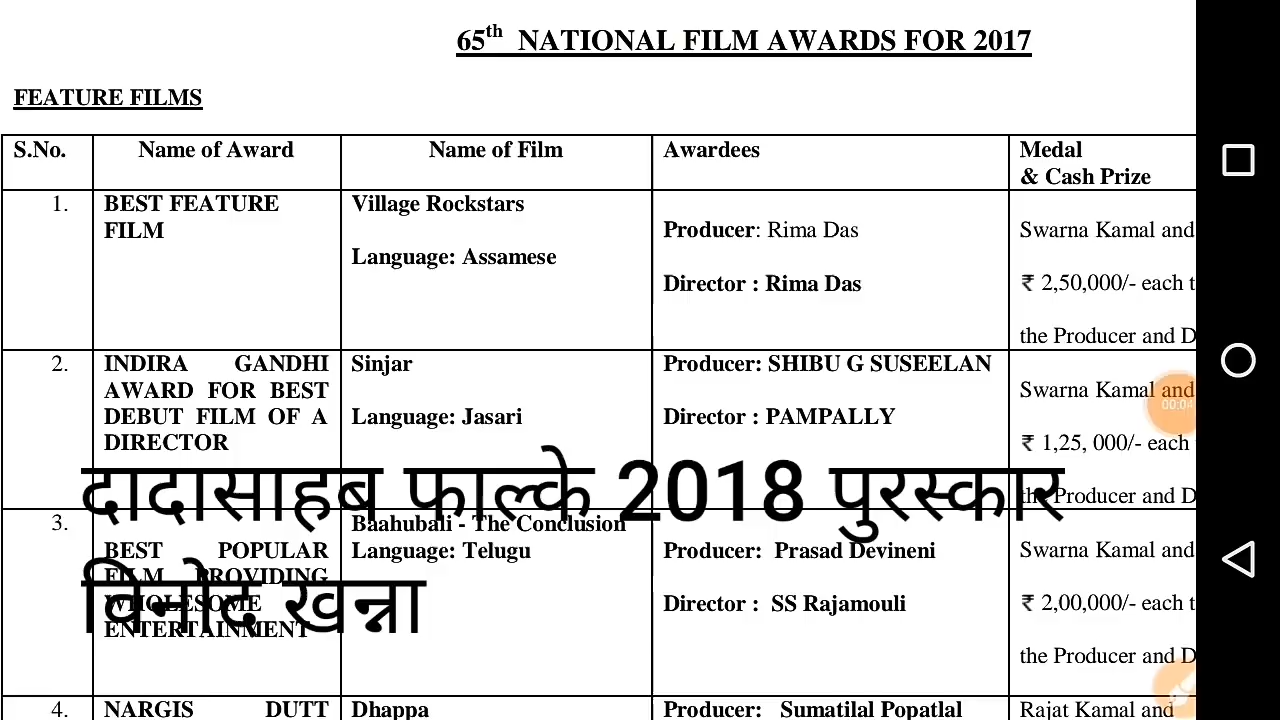 65th NATIONAL FILM AWARDS FOR 2017
FEATURE FILMS
S.No. Name of Award Name of Film Awardees Medal
& Cash Prize
1. BEST FEATURE
FILM
Village Rockstars
Language: Assamese
Producer: Rima Das
Director : Rima Das
Swarna Kamal and
₹ 2,50,000/- each t
the Producer and D
2. INDIRA GANDHI
AWARD FOR BEST
DEBUT FILM OF A
DIRECTOR
Sinjar
Language: Jasari
Producer: SHIBU G SUSEELAN
Director : PAMPALLY
Swarna Kamal and
₹ 1,25, 000/- each
the Producer and D
दादासाहब फाल्के 2018 पुरस्कार
विनोद खन्ना
3. BEST POPULAR
FILM PROVIDING
WHOLESOME
ENTERTAINMENT
Baahubali - The Conclusion
Language: Telugu
Producer: Prasad Devineni
Director : SS Rajamouli
Swarna Kamal and
₹ 2,00,000/- each t
the Producer and D
4. NARGIS DUTT
Dhappa
Producer: Sumatilal Popatlal
Rajat Kamal and